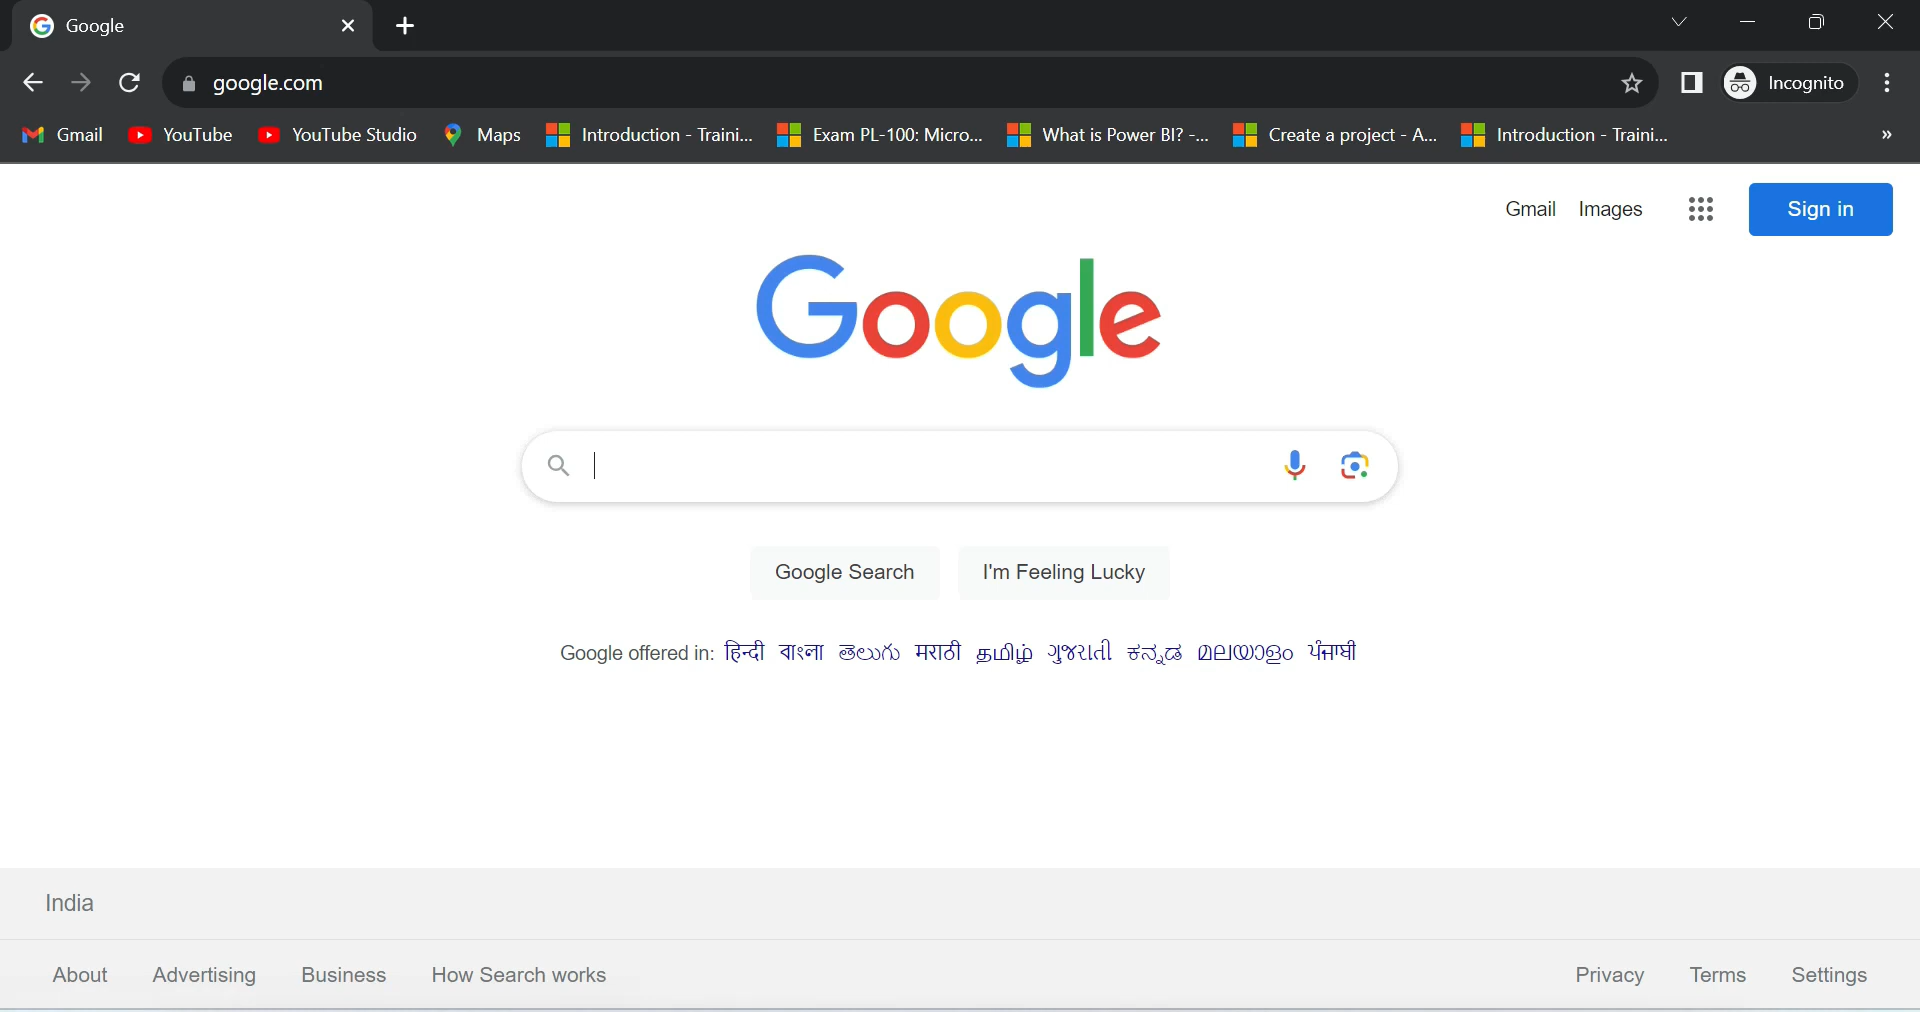 Google
google.com
Incognito
Gmail YouTube YouTube Studio Maps Introduction - Traini... Exam PL-100: Micro... What is Power BI? -... Create a project - A... Introduction - Traini... »
Gmail Images Sign in
Google
Google Search I'm Feeling Lucky
Google offered in: हिन्दी বাংলা తెలుగు मराठी தமிழ் ગુજરાતી ಕನ್ನಡ മലയാളം ਪੰਜਾਬੀ
India
About Advertising Business How Search works Privacy Terms Settings